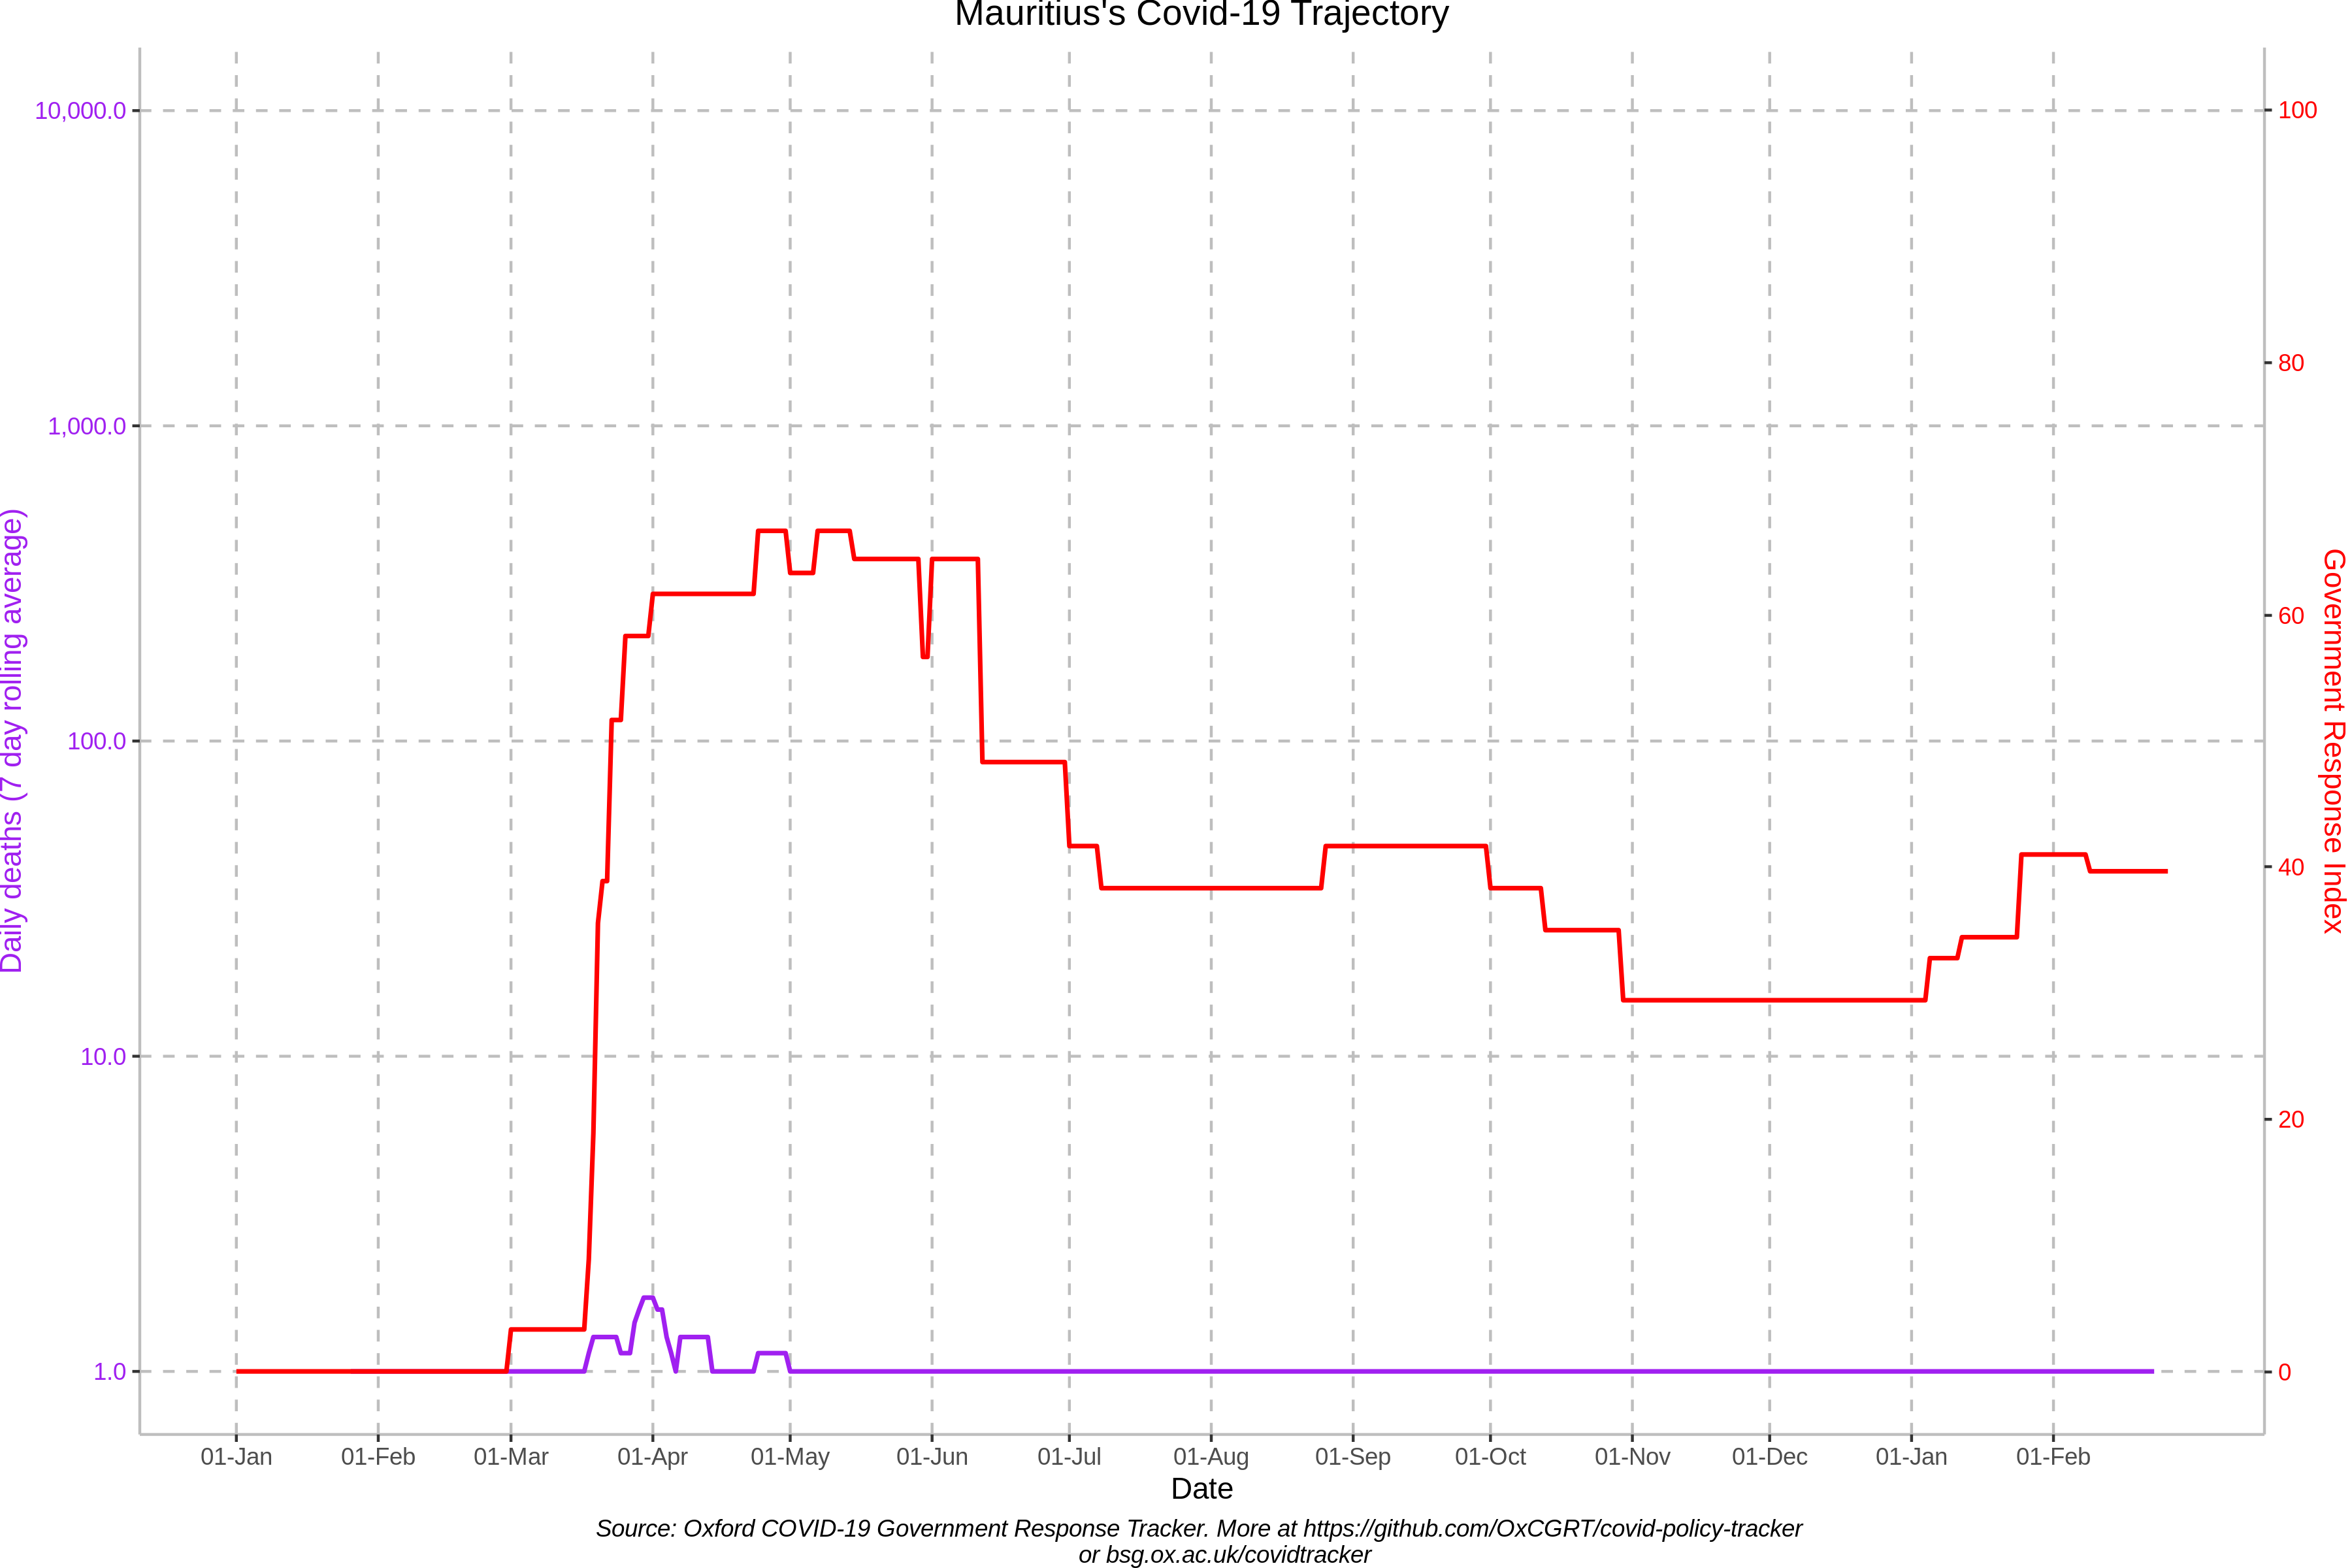 Mauritius's Covid-19 Trajectory
10,000.0
1,000.0
100.0
10.0
1.0
Daily deaths (7 day rolling average)
100
80
60
40
20
0
Government Response Index
01-Jan 01-Feb 01-Mar 01-Apr 01-May 01-Jun 01-Jul 01-Aug 01-Sep 01-Oct 01-Nov 01-Dec 01-Jan 01-Feb
Date
Source: Oxford COVID-19 Government Response Tracker. More at https://github.com/OxCGRT/covid-policy-tracker
or bsg.ox.ac.uk/covidtracker